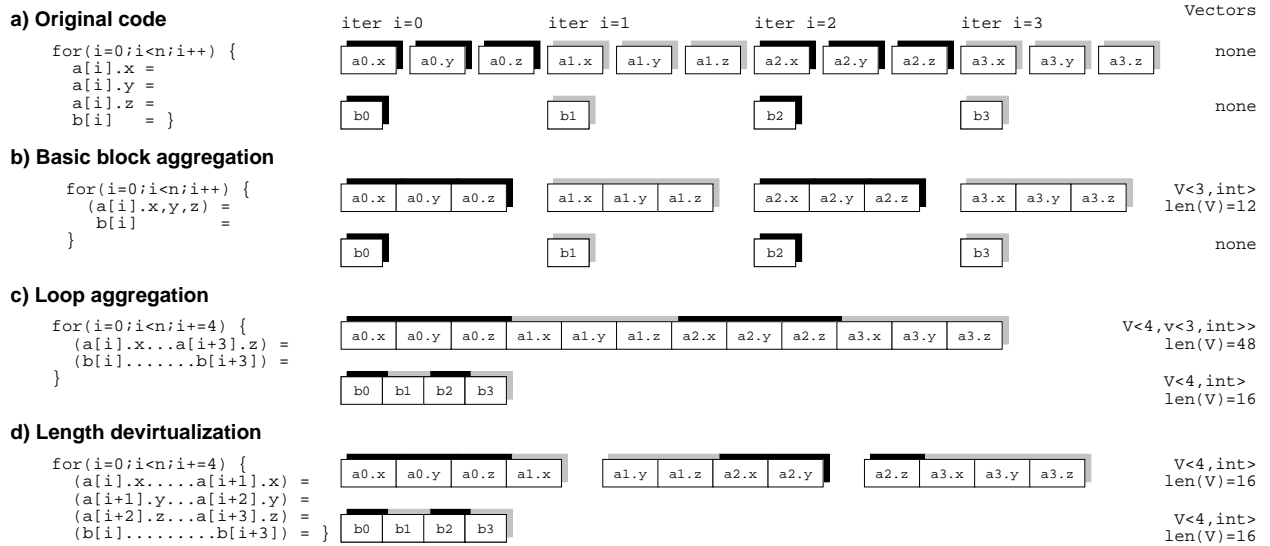 a) Original code
for(i=0;i<n;i++) {
a[i].x =
a[i].y =
a[i].z =
b[i] = }
iter i=0 iter i=1 iter i=2 iter i=3 Vectors
a0.x a0.y a0.z a1.x a1.y a1.z a2.x a2.y a2.z a3.x a3.y a3.z none
b0 b1 b2 b3 none
b) Basic block aggregation
for(i=0;i<n;i++) {
(a[i].x,y,z) =
b[i] =
}
a0.x a0.y a0.z a1.x a1.y a1.z a2.x a2.y a2.z a3.x a3.y a3.z V<3,int>
len(V)=12
b0 b1 b2 b3 none
c) Loop aggregation
for(i=0;i<n;i+=4) {
(a[i].x...a[i+3].z) =
(b[i].......b[i+3]) =
}
a0.x a0.y a0.z a1.x a1.y a1.z a2.x a2.y a2.z a3.x a3.y a3.z V<4,v<3,int>>
len(V)=48
b0 b1 b2 b3 V<4,int>
len(V)=16
d) Length devirtualization
for(i=0;i<n;i+=4) {
(a[i].x.....a[i+1].x) =
(a[i+1].y...a[i+2].y) =
(a[i+2].z...a[i+3].z) =
(b[i].........b[i+3]) = }
a0.x a0.y a0.z a1.x a1.y a1.z a2.x a2.y a2.z a3.x a3.y a3.z V<4,int>
len(V)=16
b0 b1 b2 b3 V<4,int>
len(V)=16